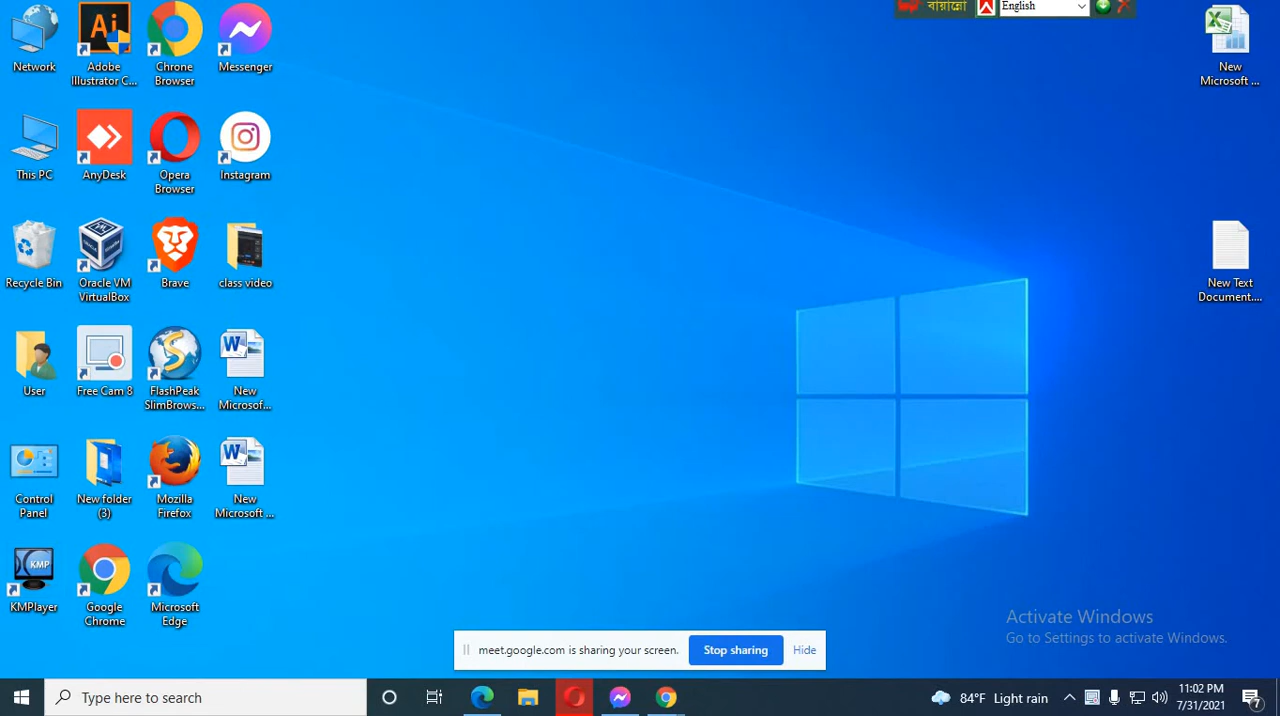 বায়ান্নো
English
Network
Adobe
Illustrator C...
Chrome
Browser
Messenger
New
Microsoft ...
This PC
AnyDesk
Opera
Browser
Instagram
Recycle Bin
Oracle VM
VirtualBox
Brave
class video
New Text
Document....
User
Free Cam 8
FlashPeak
SlimBrows...
New
Microsof...
Control
Panel
New folder
(3)
Mozilla
Firefox
New
Microsoft ...
KMPlayer
Google
Chrome
Microsoft
Edge
Activate Windows
Go to Settings to activate Windows.
meet.google.com is sharing your screen.
Stop sharing
Hide
Type here to search
84°F Light rain
11:02 PM
7/31/2021
7